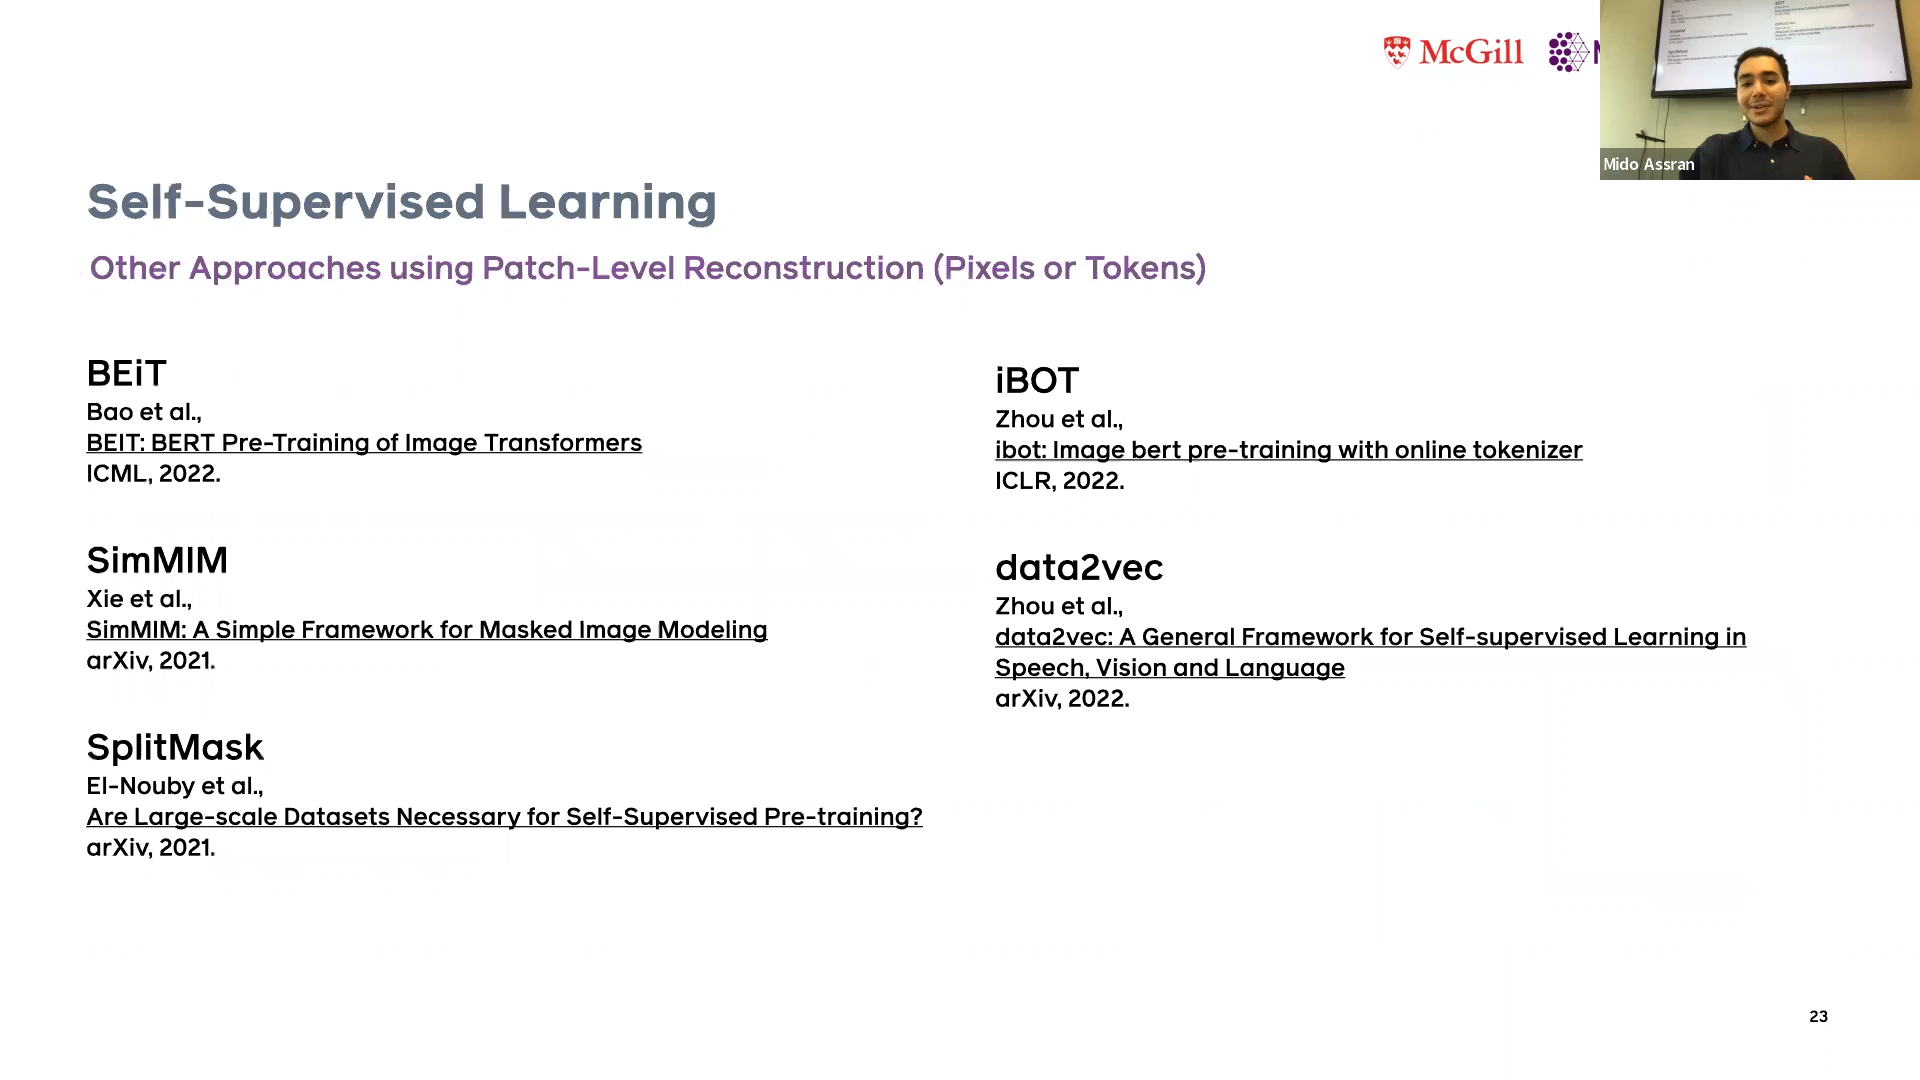 McGill
Mido Assran
Self-Supervised Learning
Other Approaches using Patch-Level Reconstruction (Pixels or Tokens)
BEiT
Bao et al.,
BEIT: BERT Pre-Training of Image Transformers
ICML, 2022.
SimMIM
Xie et al.,
SimMIM: A Simple Framework for Masked Image Modeling
arXiv, 2021.
SplitMask
El-Nouby et al.,
Are Large-scale Datasets Necessary for Self-Supervised Pre-training?
arXiv, 2021.
iBOT
Zhou et al.,
ibot: Image bert pre-training with online tokenizer
ICLR, 2022.
data2vec
Zhou et al.,
data2vec: A General Framework for Self-supervised Learning in
Speech, Vision and Language
arXiv, 2022.
23